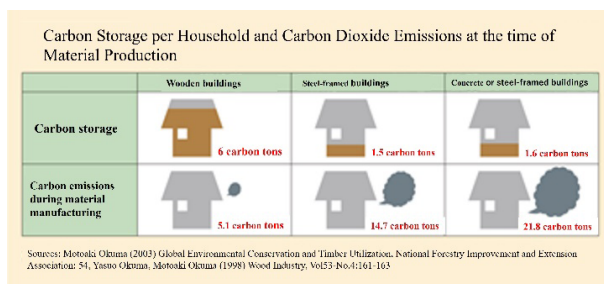 Carbon Storage per Household and Carbon Dioxide Emissions at the time of
Material Production
Wooden buildings
Steel-framed buildings
Concrete or steel-framed buildings
Carbon storage
6 carbon tons
1.5 carbon tons
1.6 carbon tons
Carbon emissions
during material
manufacturing
5.1 carbon tons
14.7 carbon tons
21.8 carbon tons
Sources: Motoaki Okuma (2003) Global Environmental Conservation and Timber Utilization. National Forestry Improvement and Extension
Association: 54, Yasuo Okuma, Motoaki Okuma (1998) Wood Industry, Vol53-No.4:161-163